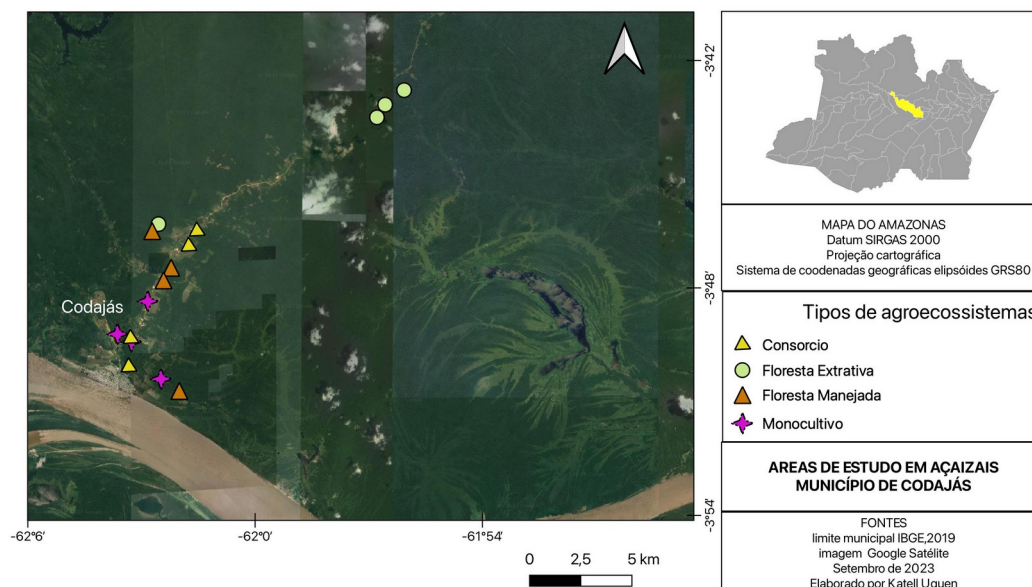 Codajás
-3°42'
-3°48'
-3°54'
-62°6'
-62°0'
-61°54'
0 2,5 5 km
MAPA DO AMAZONAS
Datum SIRGAS 2000
Projeção cartográfica
Sistema de coodenadas geográficas elipsóides GRS80
Tipos de agroecossistemas
Consorcio
Floresta Extrativa
Floresta Manejada
Monocultivo
AREAS DE ESTUDO EM AÇAIZAIS
MUNICÍPIO DE CODAJÁS
FONTES
limite municipal IBGE,2019
imagem Google Satélite
Setembro de 2023
Elaborado por Katell Uguen